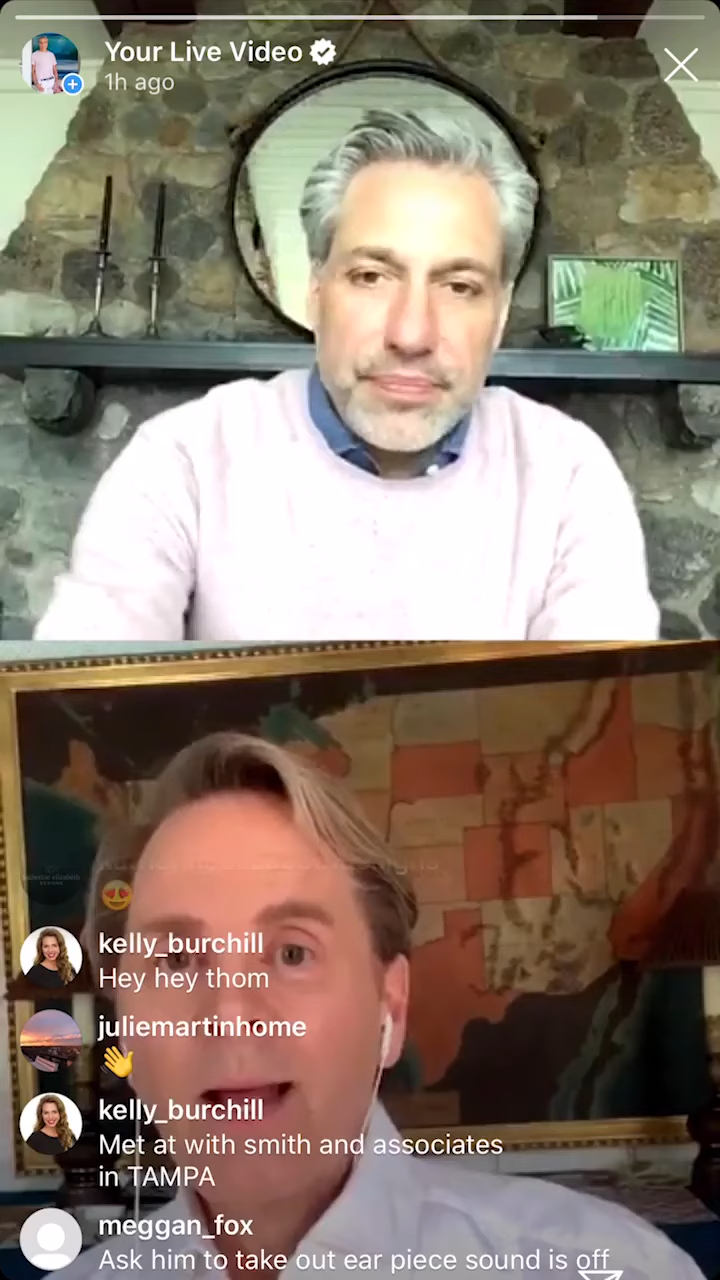 Your Live Video
1h ago
kelly_burchill
Hey hey thom
juliemartinhome
👋
kelly_burchill
Met at with smith and associates
in TAMPA
meggan_fox
Ask him to take out ear piece sound is off